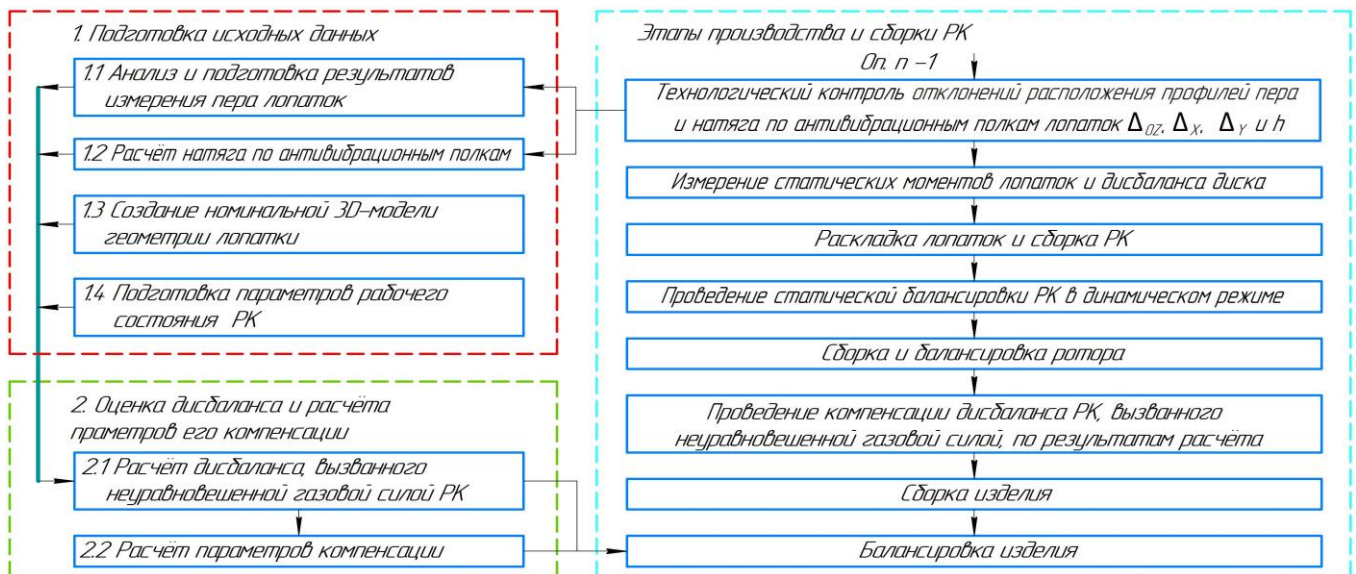 1. Подготовка исходных данных
1.1 Анализ и подготовка результатов
измерения пера лопаток
1.2 Расчёт натяга по антивибрационным полкам
1.3 Создание номинальной 3D-модели
геометрии лопатки
1.4 Подготовка параметров рабочего
состояния РК
2. Оценка дисбаланса и расчёта
праметров его компенсации
2.1 Расчёт дисбаланса, вызванного
неуравновешенной газовой силой РК
2.2 Расчёт параметров компенсации
Этапы производства и сборки РК
Оп. n -1
Технологический контроль отклонений расположения профилей пера
и натяга по антивибрационным полкам лопаток Δ_OZ, Δ_X, Δ_Y и h
Измерение статических моментов лопаток и дисбаланса диска
Раскладка лопаток и сборка РК
Проведение статической балансировки РК в динамическом режиме
Сборка и балансировка ротора
Проведение компенсации дисбаланса РК, вызванного
неуравновешенной газовой силой, по результатам расчёта
Сборка изделия
Балансировка изделия